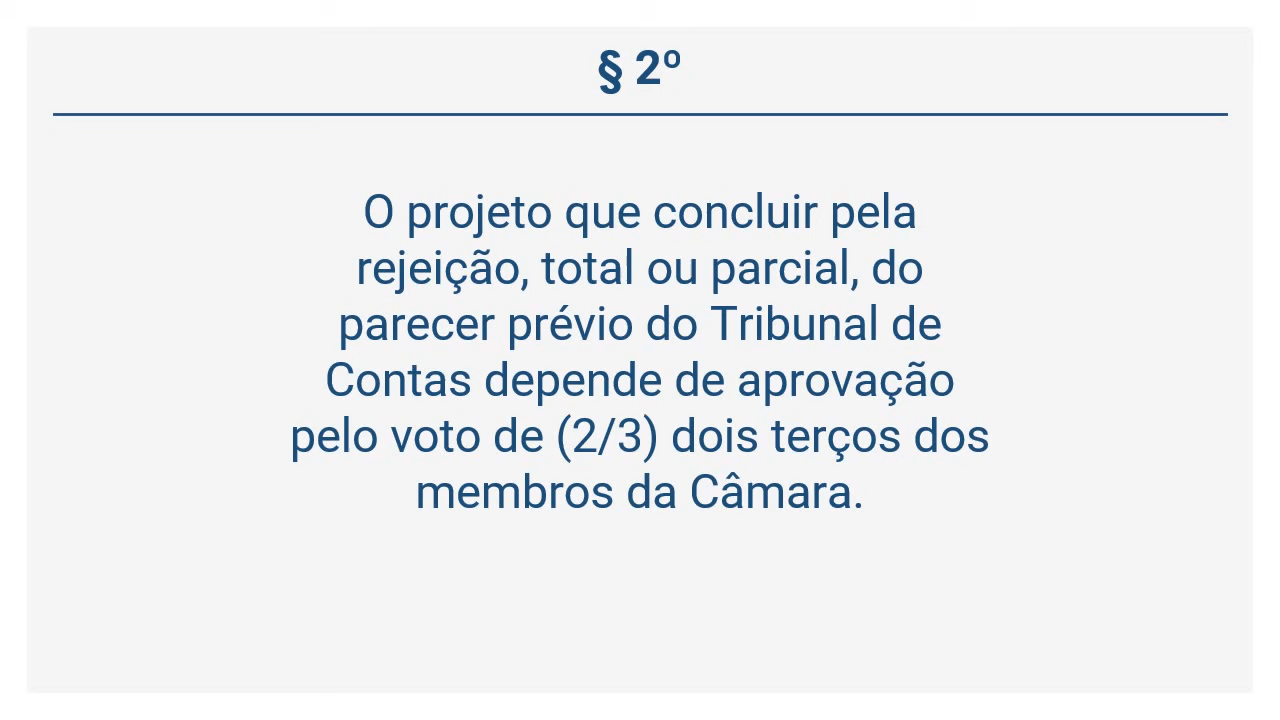 § 2º
O projeto que concluir pela
rejeição, total ou parcial, do
parecer prévio do Tribunal de
Contas depende de aprovação
pelo voto de (2/3) dois terços dos
membros da Câmara.